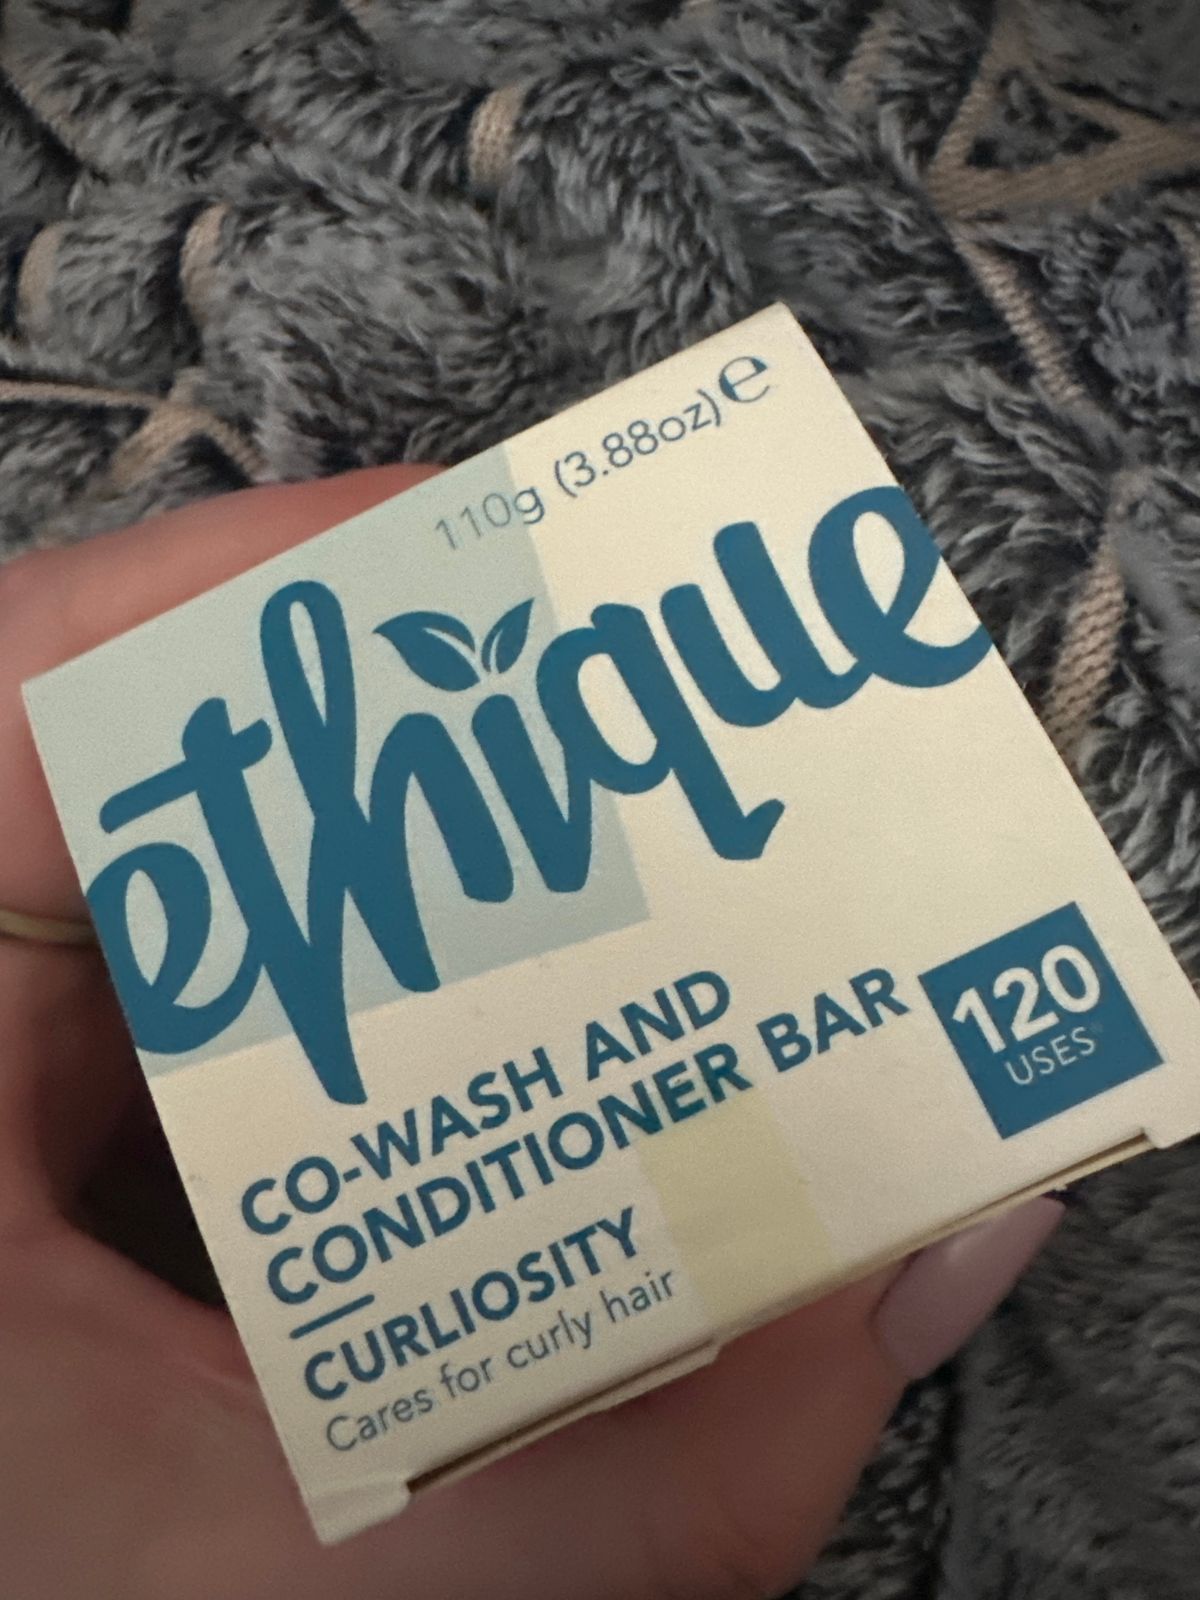 110g (3.88oz) e
ethique
CO-WASH AND
CONDITIONER BAR
120
USES
CURLIOSITY
Cares for curly hair